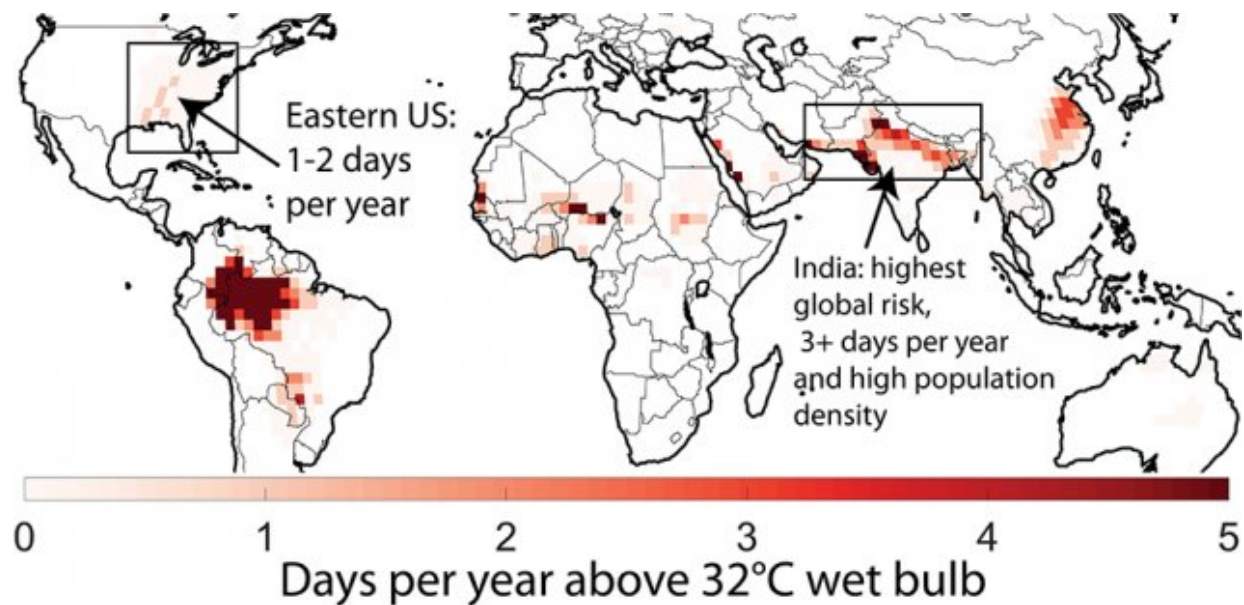 Eastern US:
1-2 days
per year
India: highest
global risk,
3+ days per year
and high population
density
0 1 2 3 4 5
Days per year above 32°C wet bulb